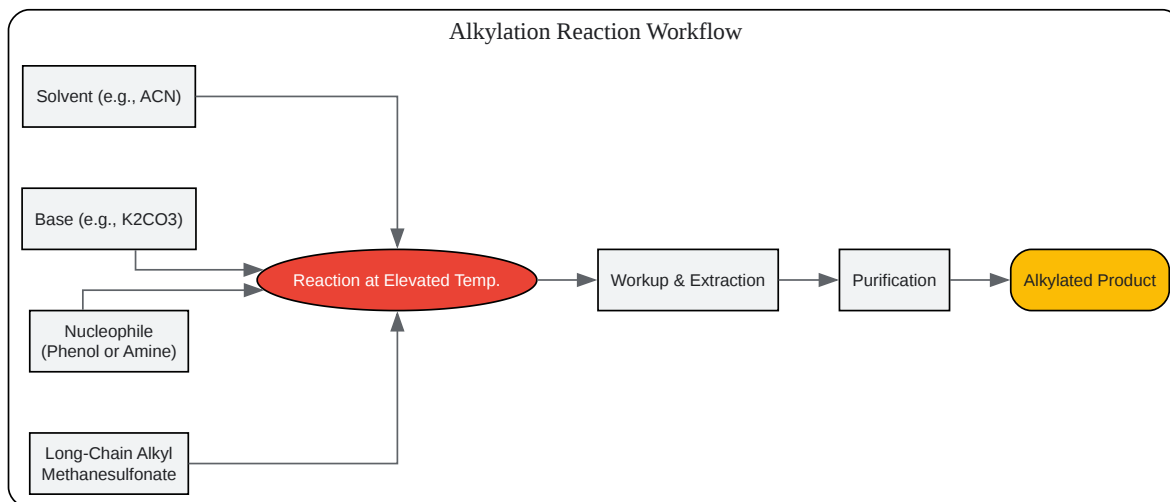 Alkylation Reaction Workflow
Solvent (e.g., ACN)
Base (e.g., K2CO3)
Nucleophile
(Phenol or Amine)
Long-Chain Alkyl
Methanesulfonate
Reaction at Elevated Temp.
Workup & Extraction
Purification
Alkylated Product